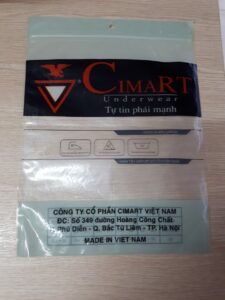 CIMART
Underwear
Tự tin phái mạnh
CÔNG TY CỔ PHẦN CIMART VIỆT NAM
ĐC: Số 349 đường Hoàng Công Chất
Phú Diễn - Q. Bắc Từ Liêm - TP. Hà Nội
MADE IN VIET NAM